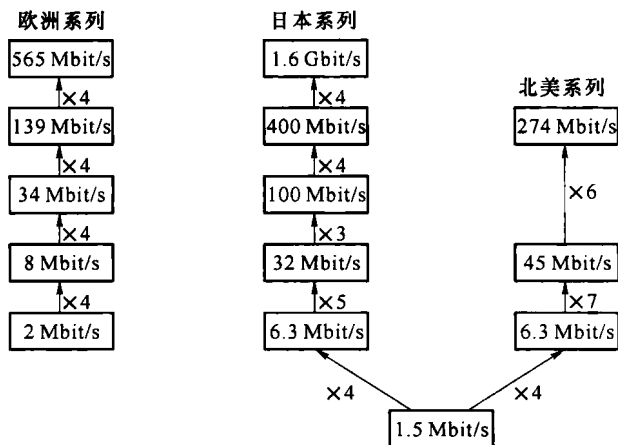 欧洲系列
565 Mbit/s
×4
139 Mbit/s
×4
34 Mbit/s
×4
8 Mbit/s
×4
2 Mbit/s
日本系列
1.6 Gbit/s
×4
400 Mbit/s
×4
100 Mbit/s
×3
32 Mbit/s
×5
6.3 Mbit/s
×4
北美系列
274 Mbit/s
×6
45 Mbit/s
×7
6.3 Mbit/s
×4
1.5 Mbit/s